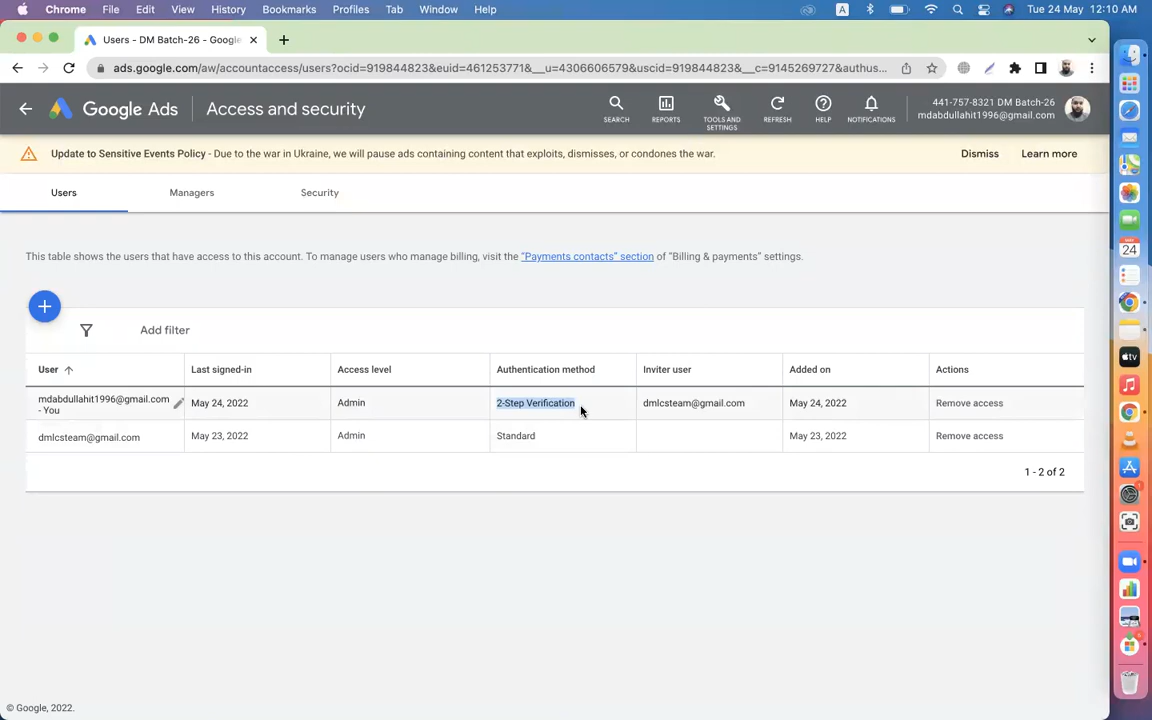 Chrome File Edit View History Bookmarks Profiles Tab Window Help A Tue 24 May 12:10 AM
Users - DM Batch-26 - Google
ads.google.com/aw/accountaccess/users?ocid=919844823&euid=461253771&__u=4306606579&uscid=919844823&__c=9145269727&authus...
Google Ads Access and security
SEARCH REPORTS TOOLS AND SETTINGS REFRESH HELP NOTIFICATIONS
441-757-8321 DM Batch-26
mdabdullahit1996@gmail.com
Update to Sensitive Events Policy - Due to the war in Ukraine, we will pause ads containing content that exploits, dismisses, or condones the war. Dismiss Learn more
Users Managers Security
This table shows the users that have access to this account. To manage users who manage billing, visit the "Payments contacts" section of "Billing & payments" settings.
Add filter
User Last signed-in Access level Authentication method Inviter user Added on Actions
mdabdullahit1996@gmail.com - You May 24, 2022 Admin 2-Step Verification dmlcsteam@gmail.com May 24, 2022 Remove access
dmlcsteam@gmail.com May 23, 2022 Admin Standard May 23, 2022 Remove access
1 - 2 of 2
© Google, 2022.
24
tv